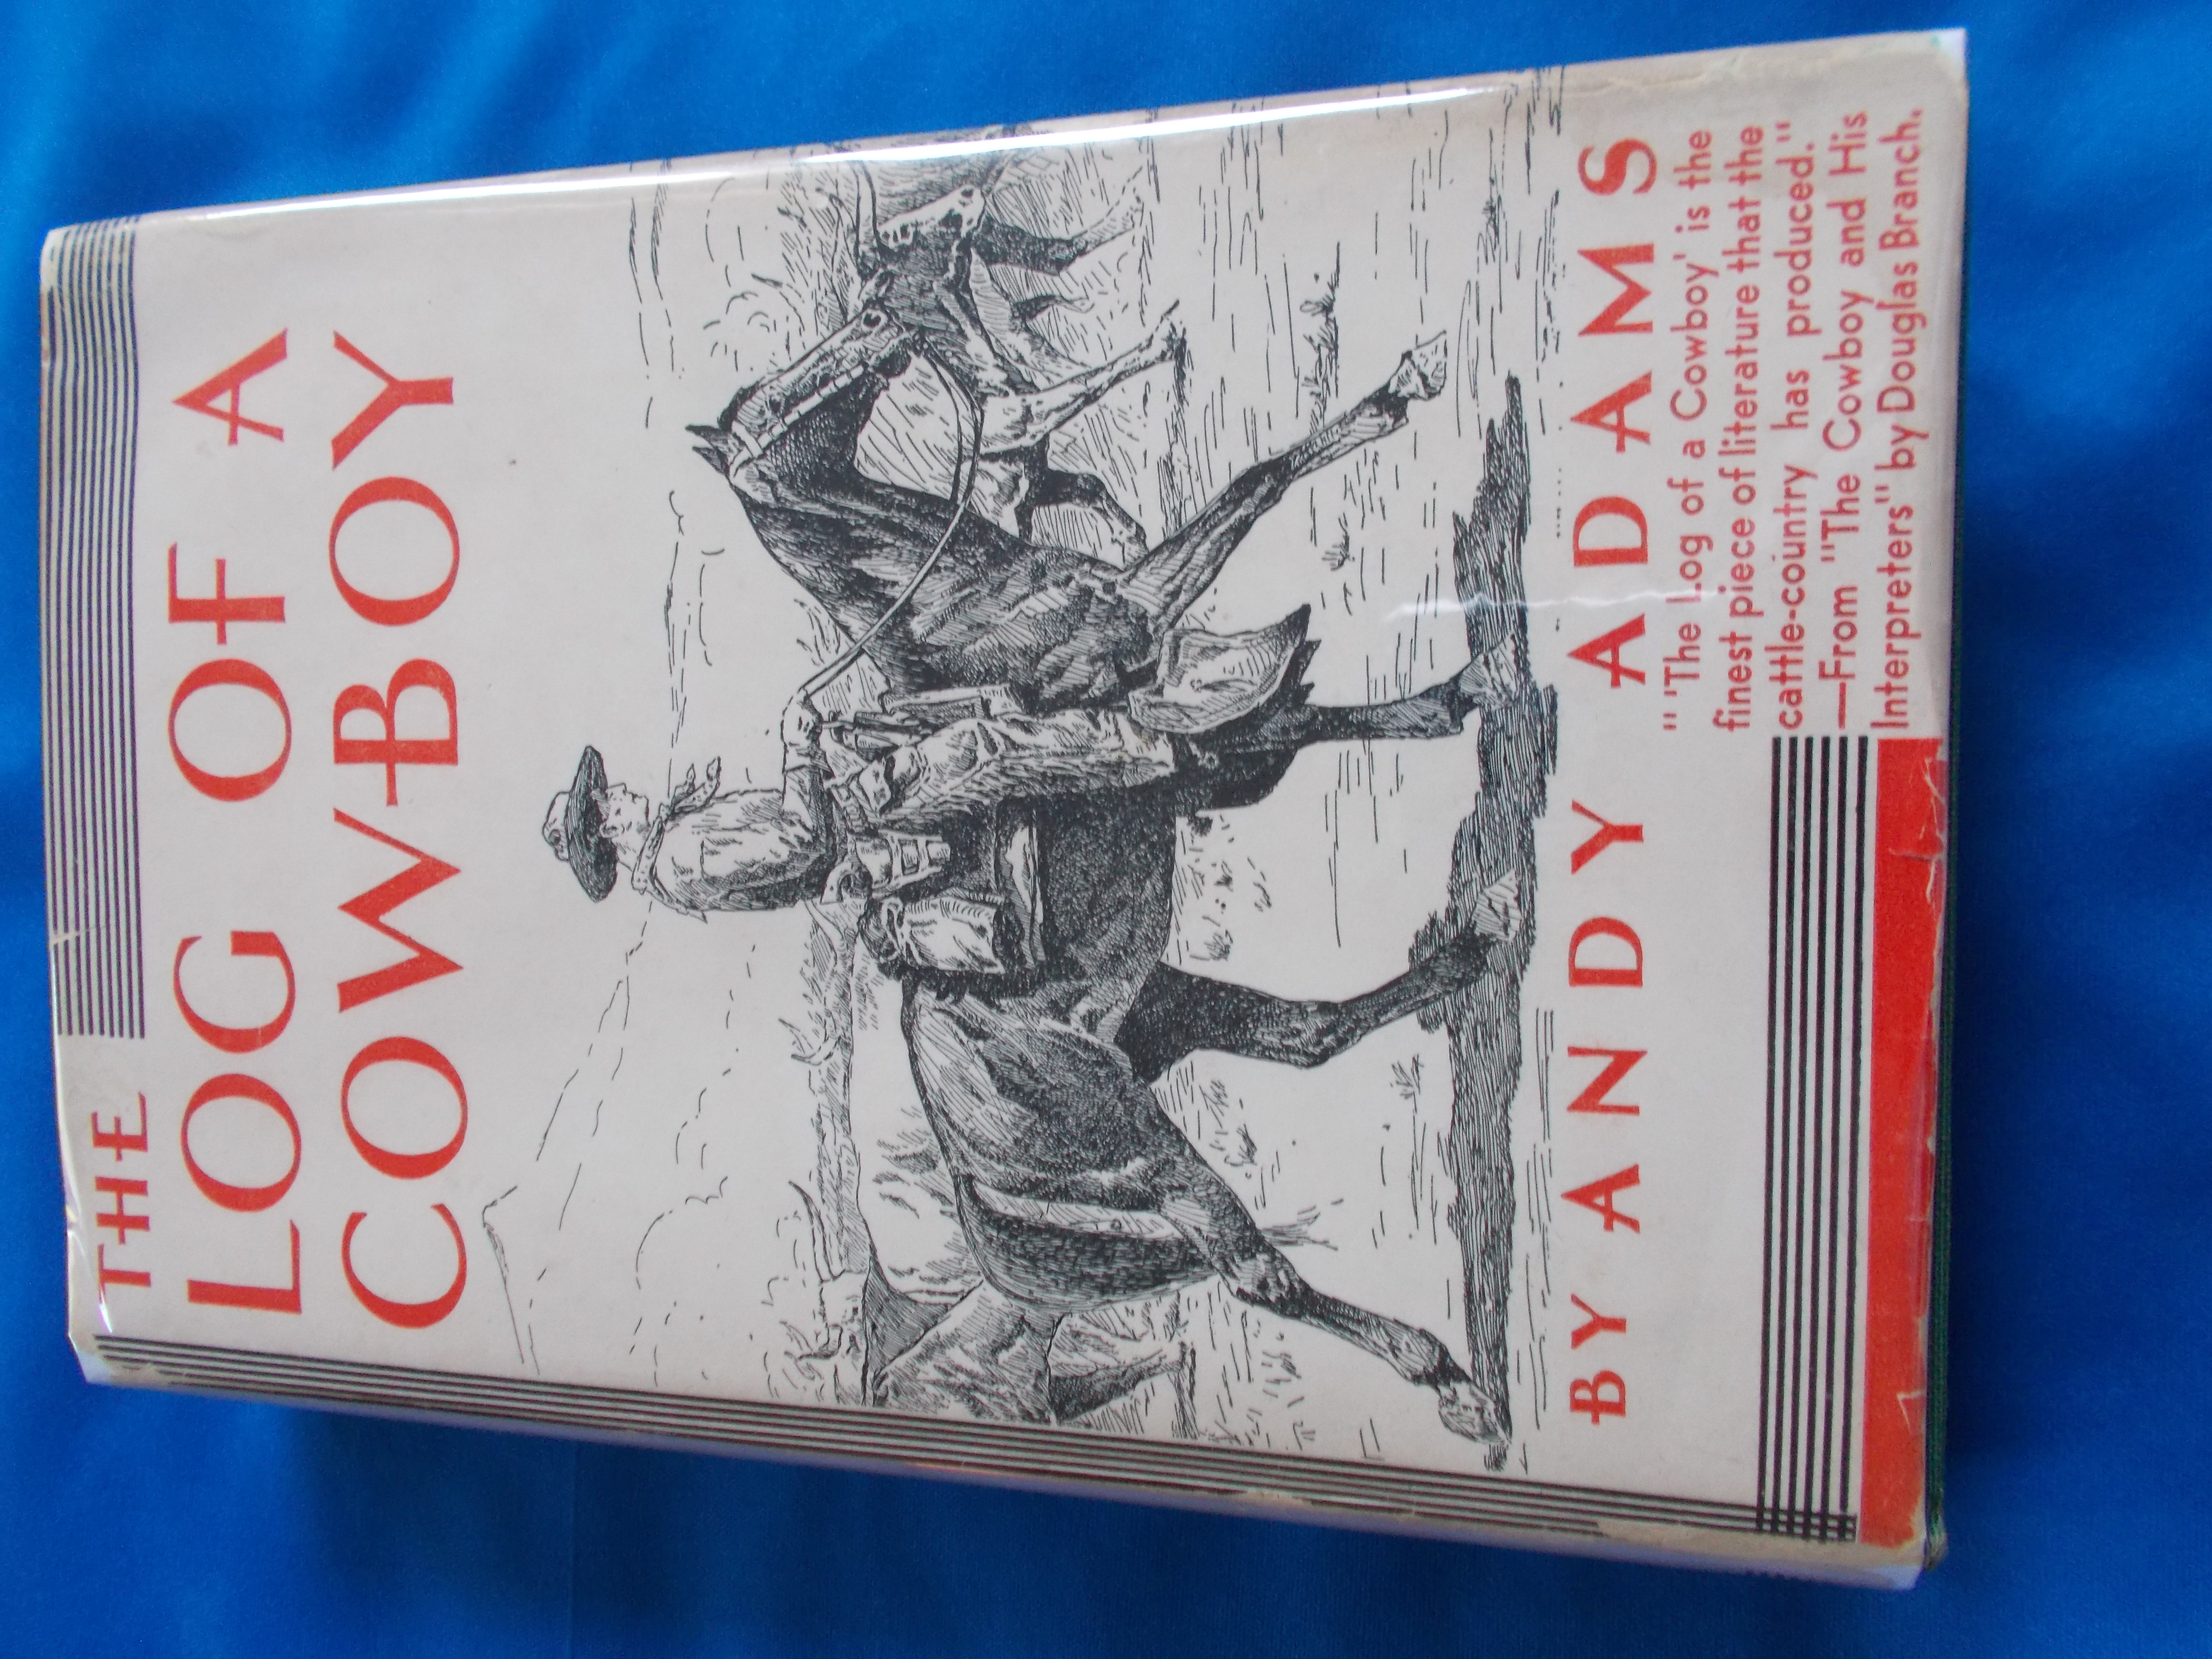 THE
LOG OF A
COWBOY
BY ANDY ADAMS
"'The Log of a Cowboy' is the
finest piece of literature that the
cattle-country has produced."
—From "The Cowboy and His
Interpreters" by Douglas Branch.